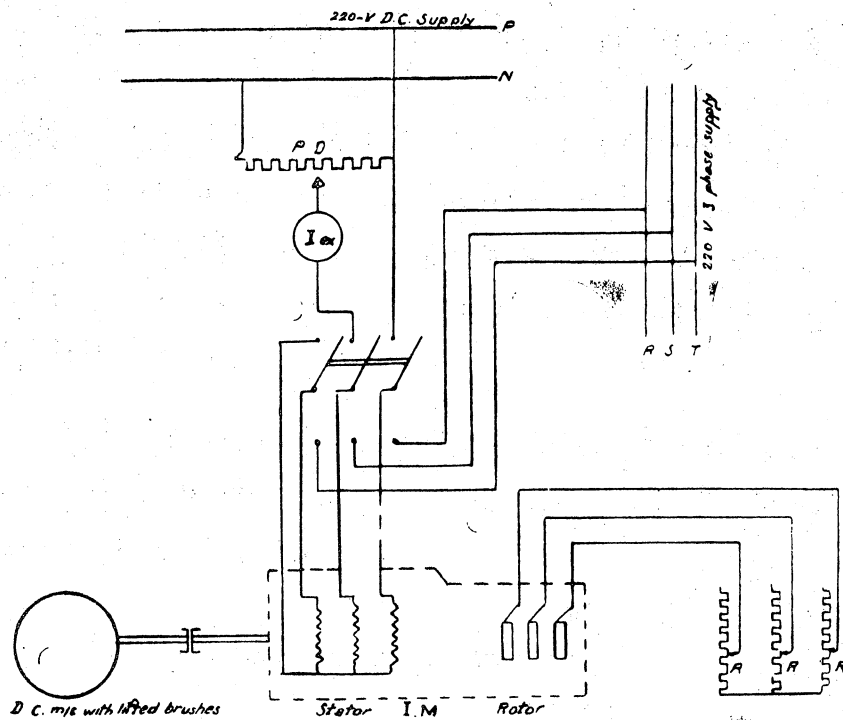 220-V D.C. Supply
P
N
P D
I ex
220 V 3 phase supply
R S T
R
R
R
D C. m/c with lifted brushes
Stator I.M Rotor